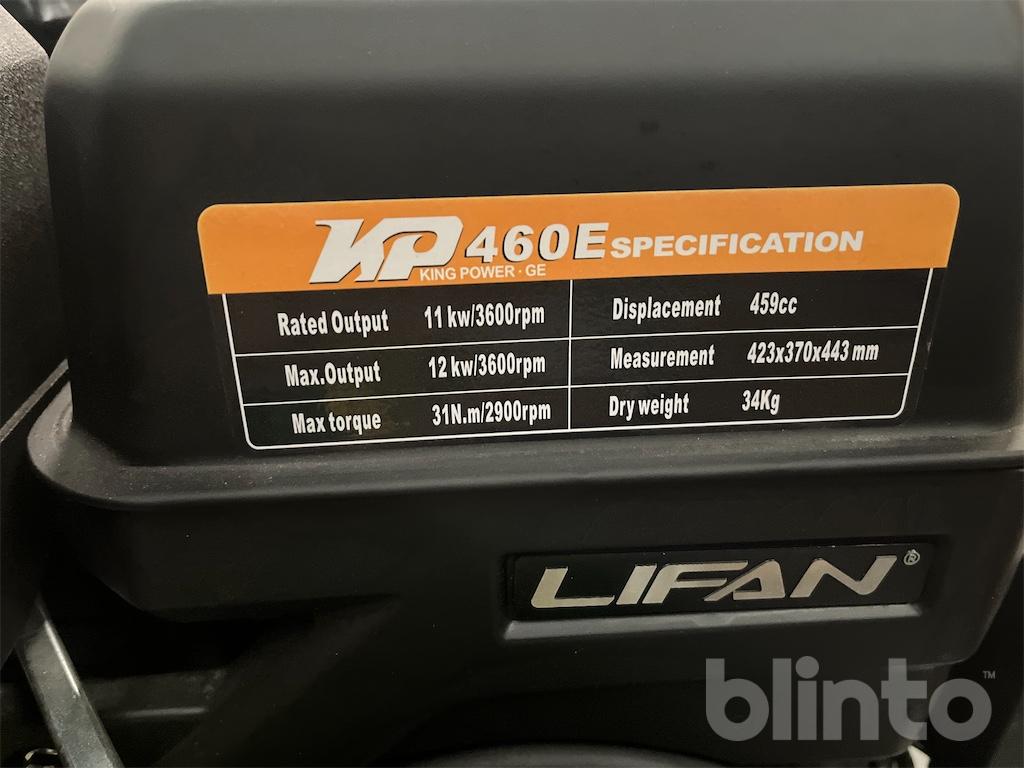 KP 460E SPECIFICATION
KING POWER · GE
Rated Output 11 kw/3600rpm Displacement 459cc
Max.Output 12 kw/3600rpm Measurement 423x370x443 mm
Max torque 31N.m/2900rpm Dry weight 34Kg
LIFAN®
blinto™